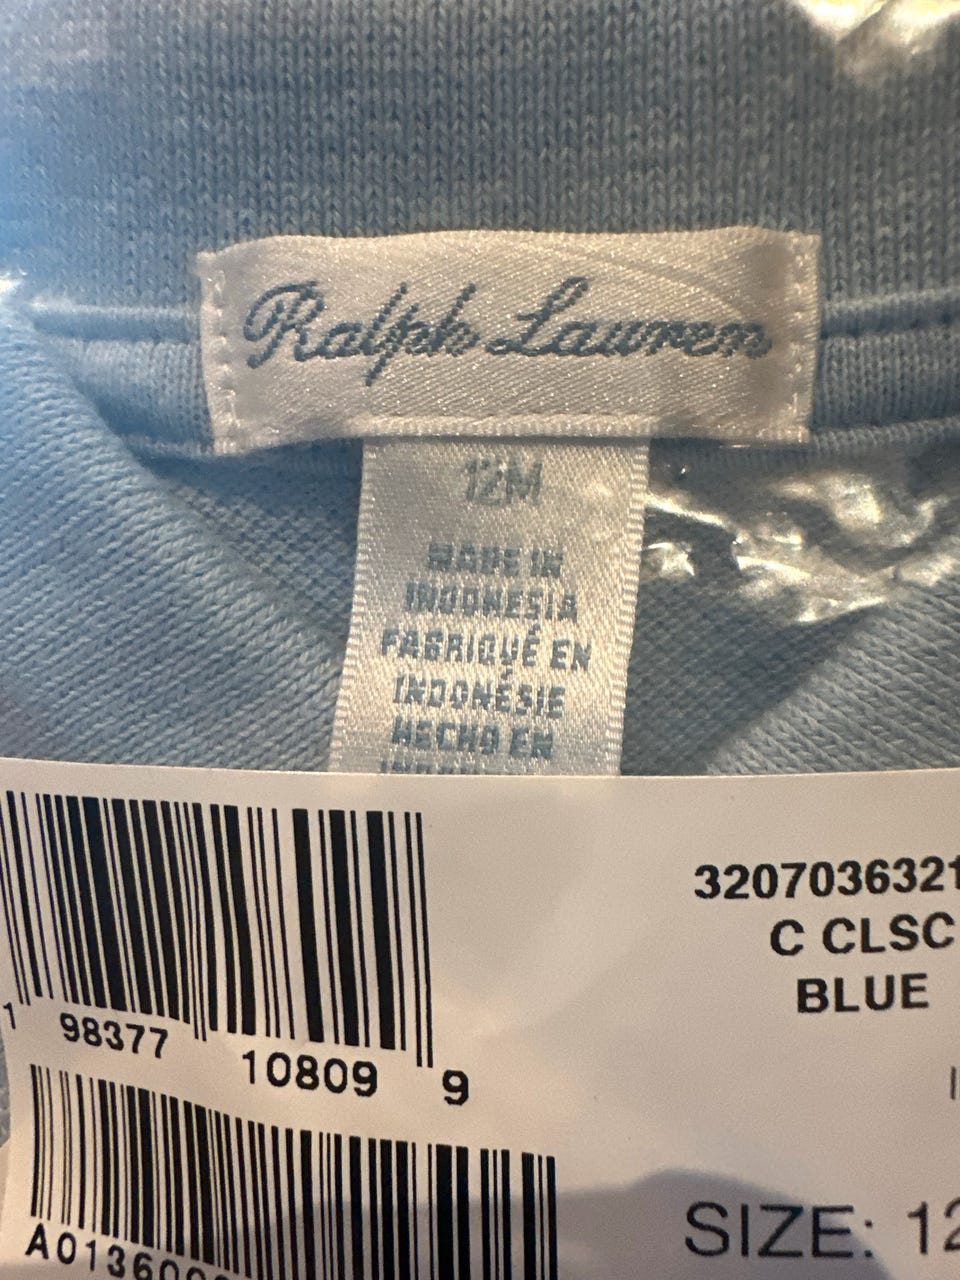 Ralph Lauren
12M
MADE IN
INDONESIA
FABRIQUÉ EN
INDONÉSIE
HECHO EN
3207036321
C CLSC
BLUE
1 98377 10809 9
SIZE: 12
A013600